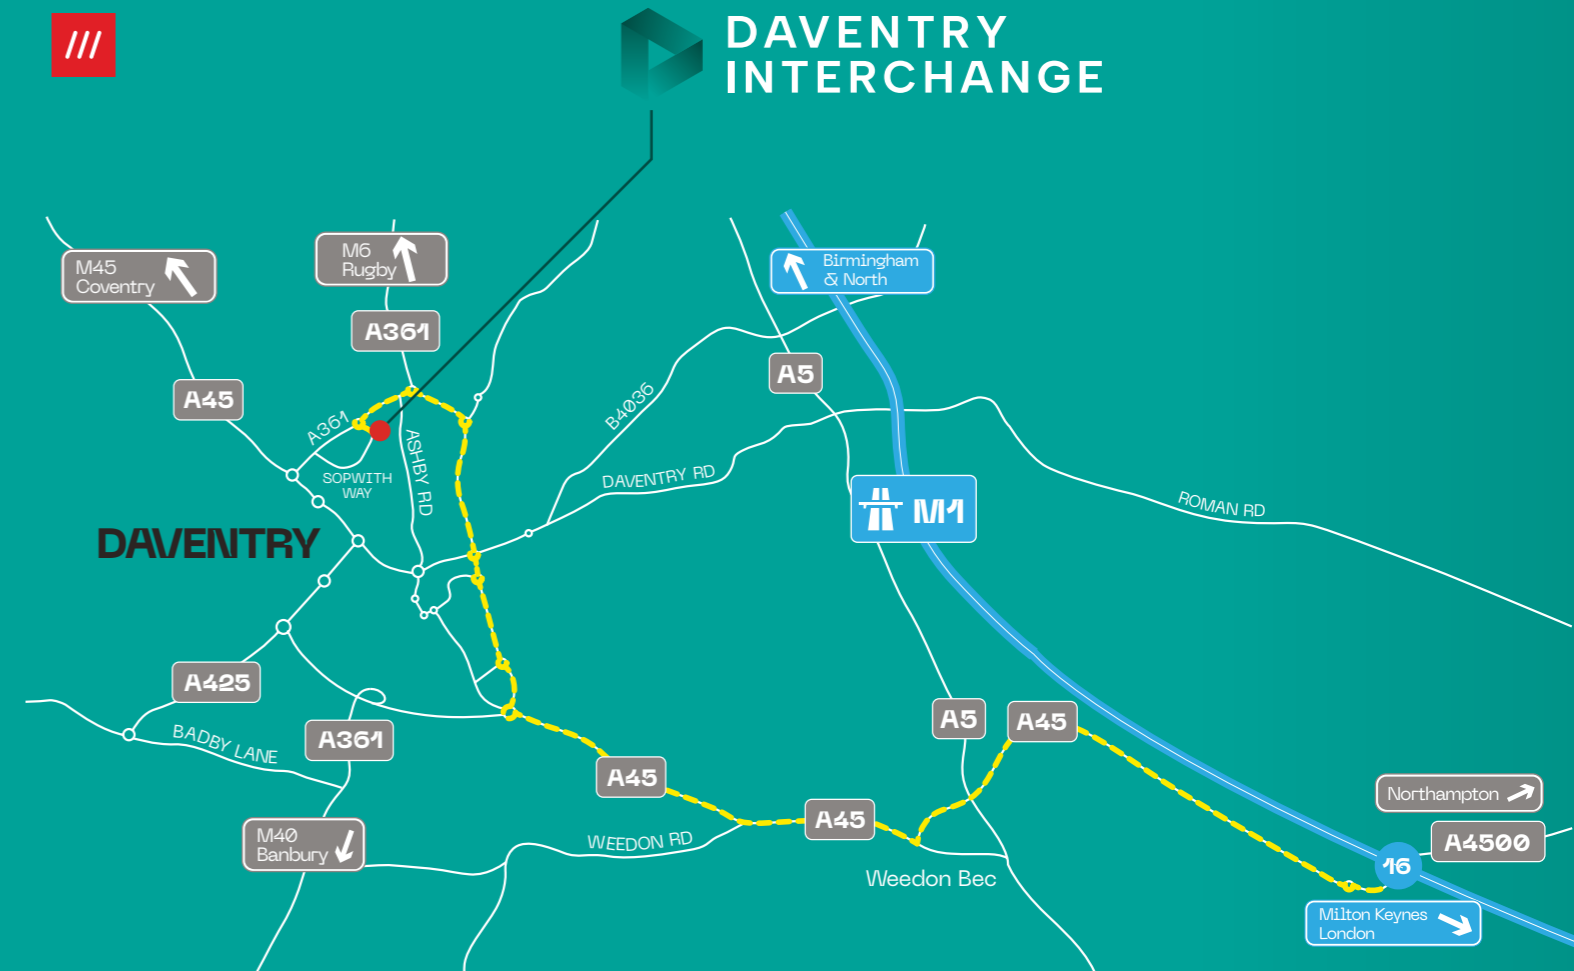 DAVENTRY
INTERCHANGE
M45
Coventry
M6
Rugby
Birmingham
& North
A361
A5
A45
A361
B4036
ASHBY RD
SOPWITH
WAY
DAVENTRY RD
M1
ROMAN RD
DAVENTRY
A425
A5
A45
BADBY LANE
A361
A45
Northampton
A45
M40
Banbury
WEEDON RD
A4500
16
Weedon Bec
Milton Keynes
London